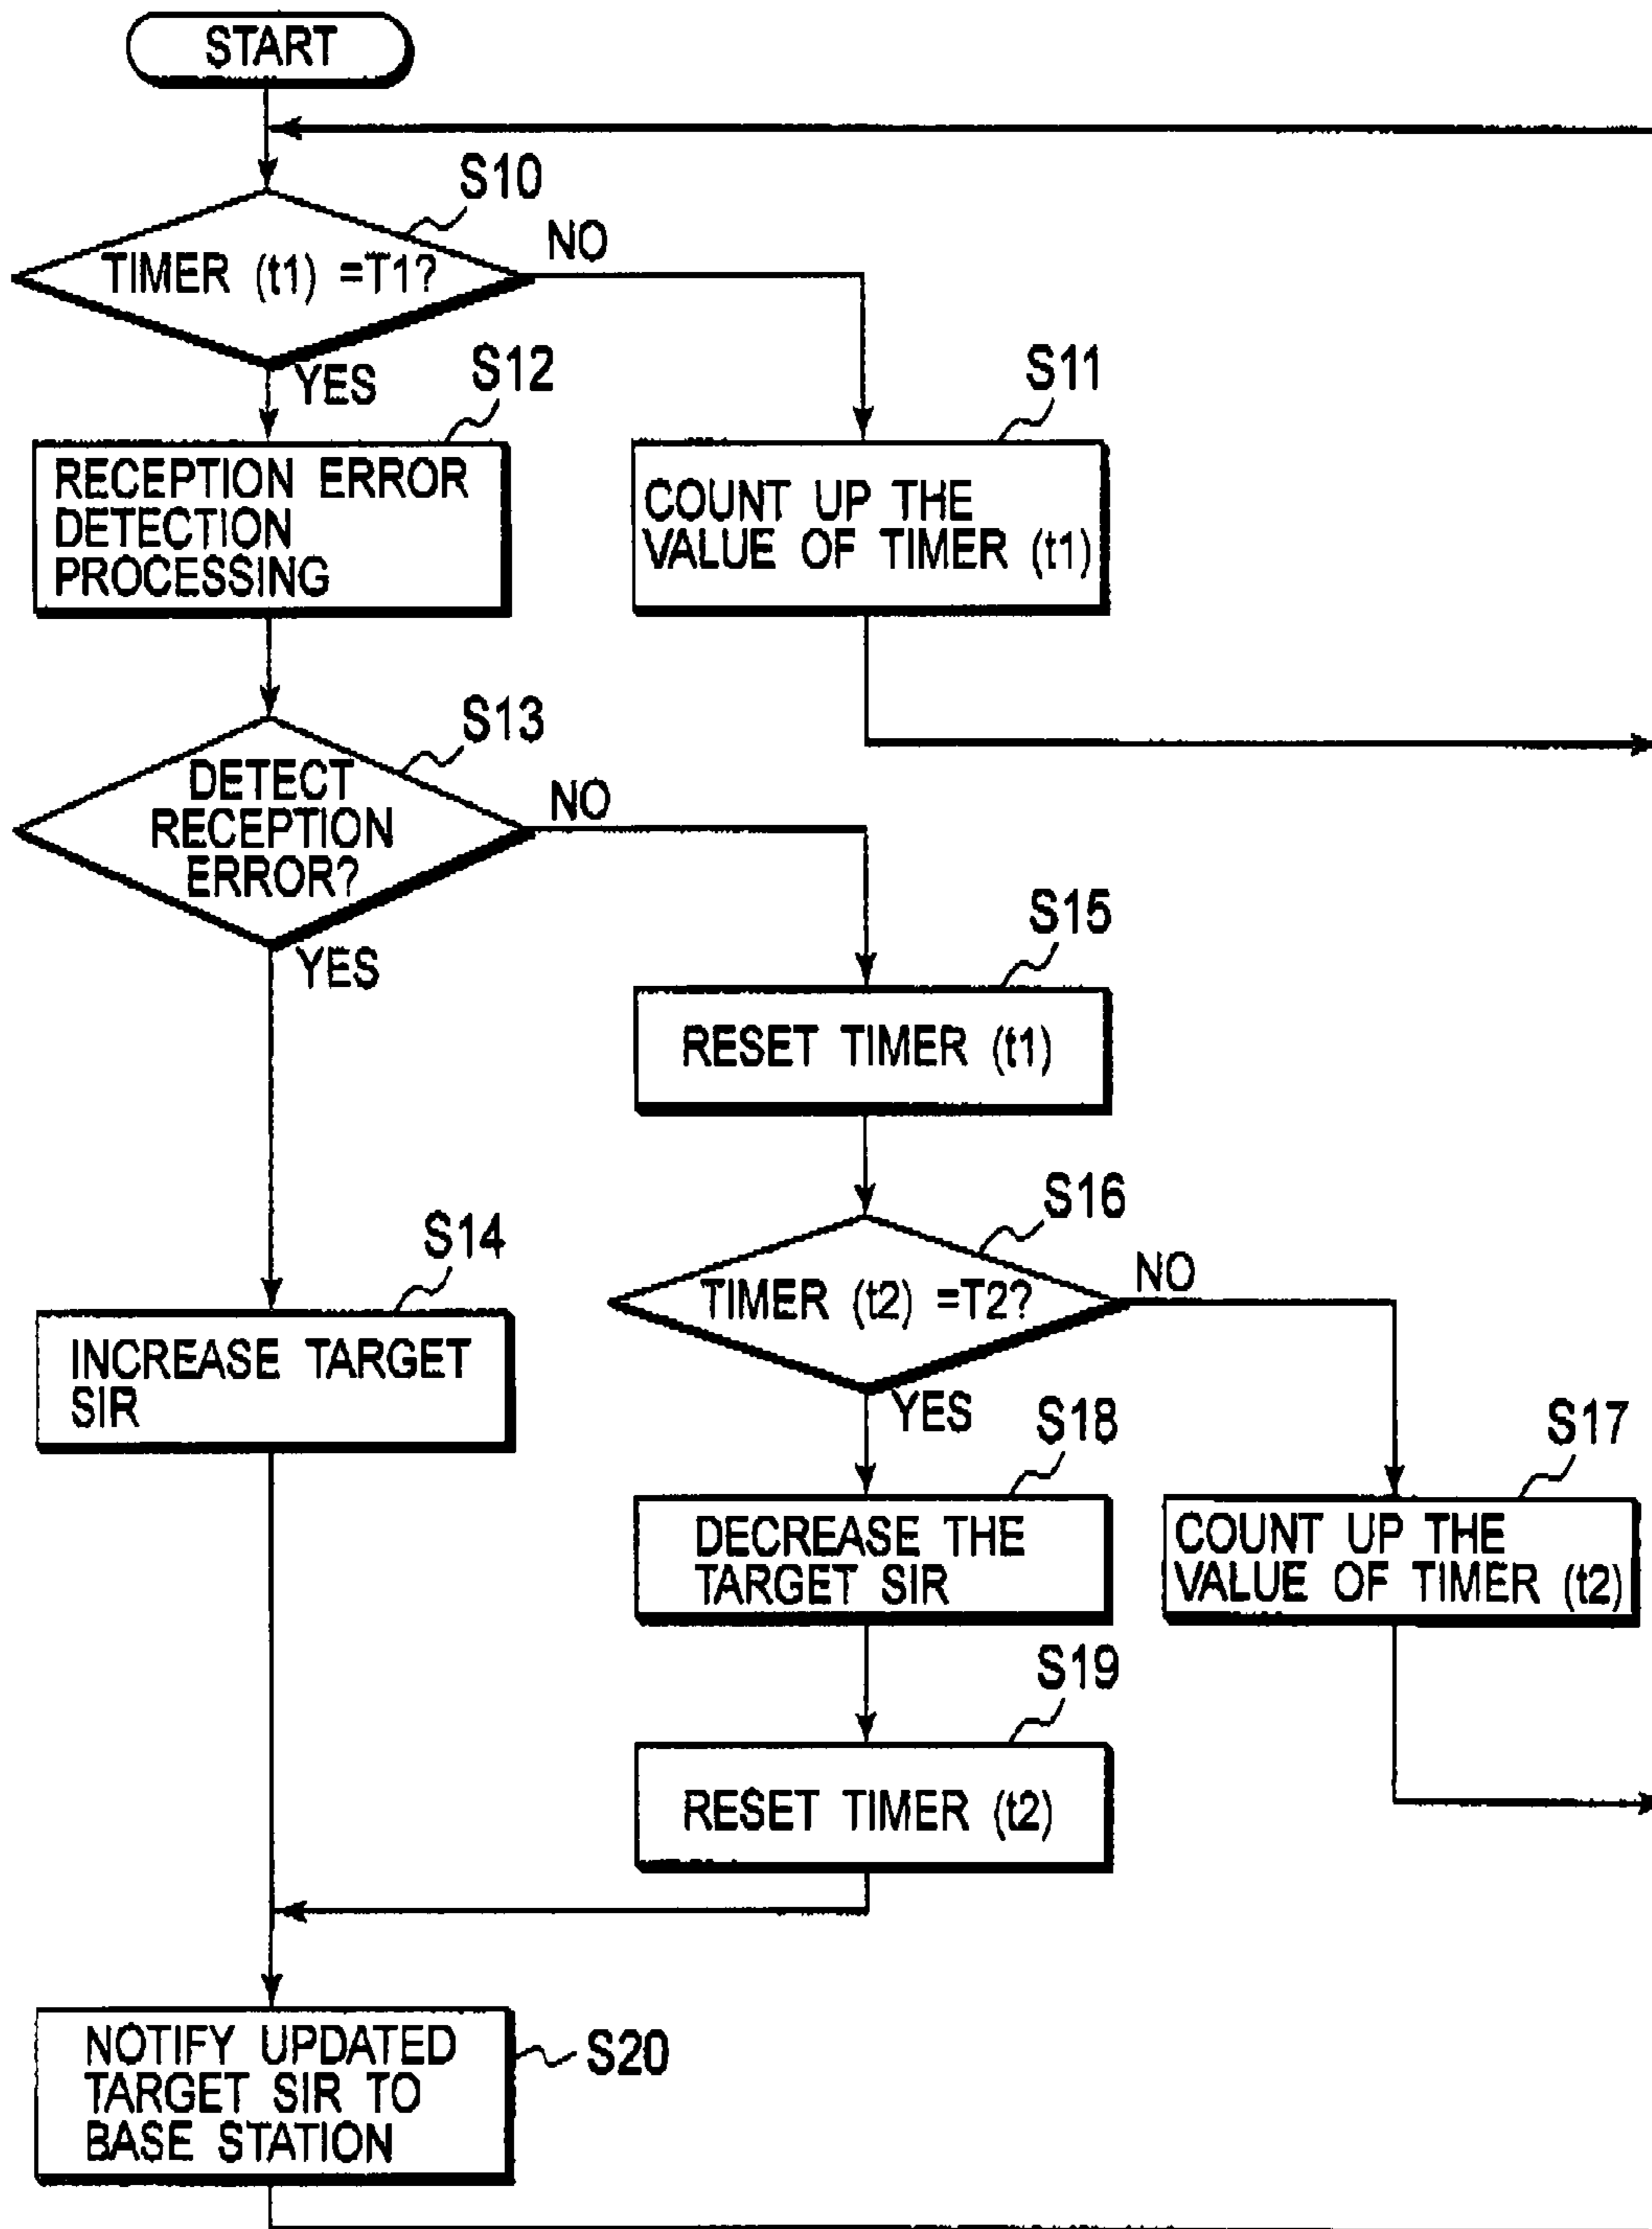 START
S10
TIMER (t1) =T1?
NO
YES
S12
RECEPTION ERROR
DETECTION
PROCESSING
S11
COUNT UP THE
VALUE OF TIMER (t1)
S13
DETECT
RECEPTION
ERROR?
NO
YES
S15
RESET TIMER (t1)
S16
TIMER (t2) =T2?
NO
YES
S14
INCREASE TARGET
SIR
S18
DECREASE THE
TARGET SIR
S17
COUNT UP THE
VALUE OF TIMER (t2)
S19
RESET TIMER (t2)
NOTIFY UPDATED
TARGET SIR TO
BASE STATION
S20